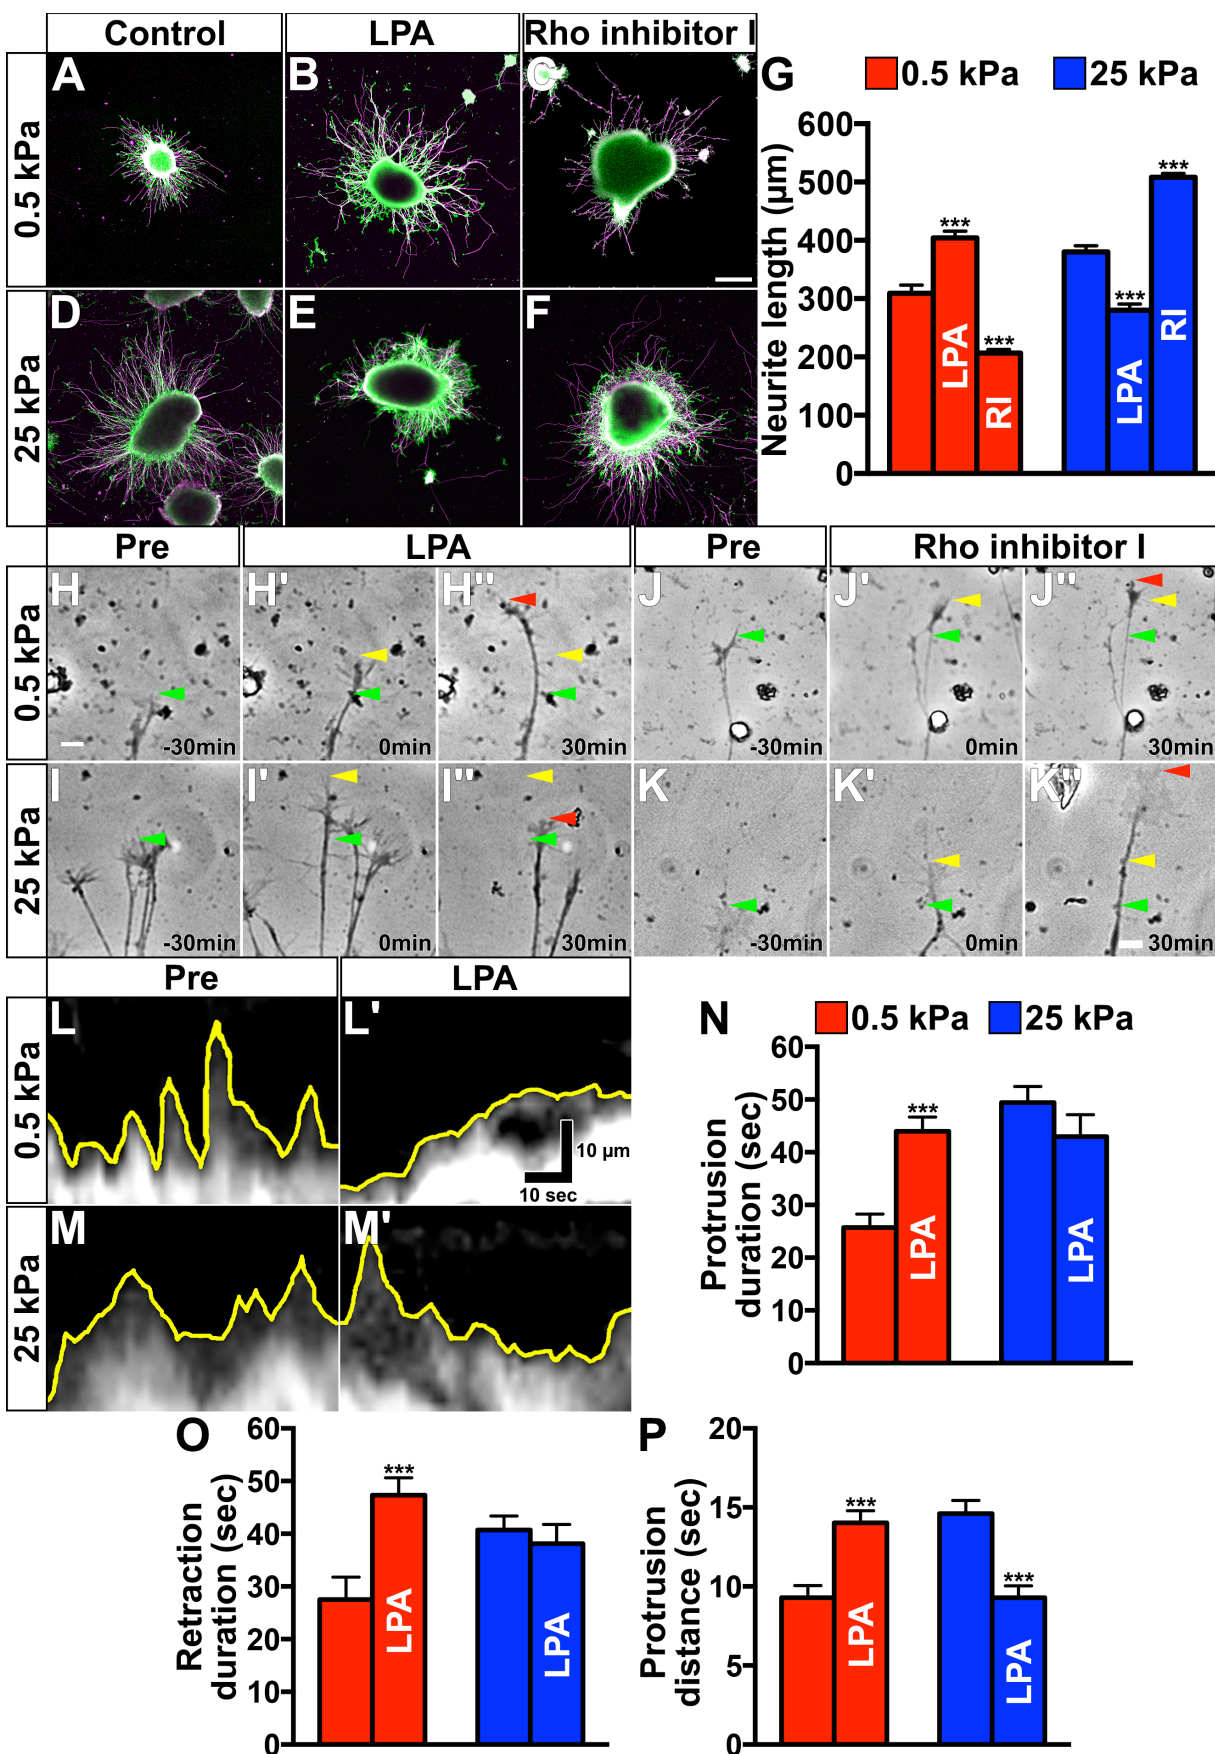 Control LPA Rho inhibitor I
0.5 kPa
A B C
25 kPa
D E F
G 0.5 kPa 25 kPa
Neurite length (µm)
600
500
400
300
200
100
0
*** LPA
*** RI
*** LPA
*** RI
Pre LPA Pre Rho inhibitor I
0.5 kPa
H H' H" J J' J"
-30min 0min 30min -30min 0min 30min
25 kPa
I I' I" K K' K"
-30min 0min 30min -30min 0min 30min
Pre LPA
0.5 kPa
L L'
10 µm
10 sec
25 kPa
M M'
N 0.5 kPa 25 kPa
Protrusion
duration (sec)
60
50
40
30
20
10
0
*** LPA
LPA
O
Retraction
duration (sec)
60
50
40
30
20
10
0
*** LPA
LPA
P
Protrusion
distance (sec)
20
15
10
5
0
*** LPA
*** LPA